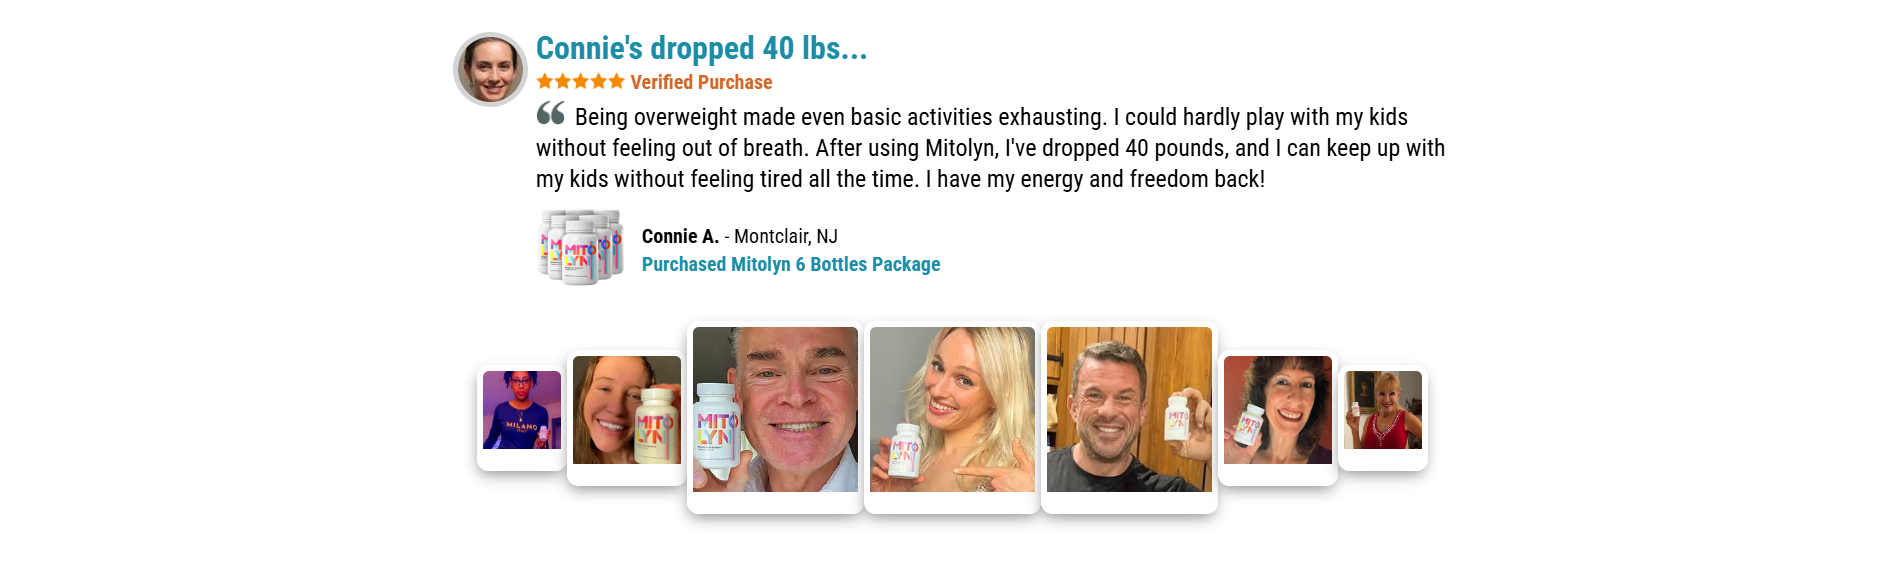 Connie's dropped 40 lbs...
Verified Purchase
“ Being overweight made even basic activities exhausting. I could hardly play with my kids
without feeling out of breath. After using Mitolyn, I've dropped 40 pounds, and I can keep up with
my kids without feeling tired all the time. I have my energy and freedom back!
MITO
LYN
Connie A. - Montclair, NJ
Purchased Mitolyn 6 Bottles Package
MILANO
MITO
LYN
MITO
LYN
MITO
LYN
MITO
LYN
MITO
LYN